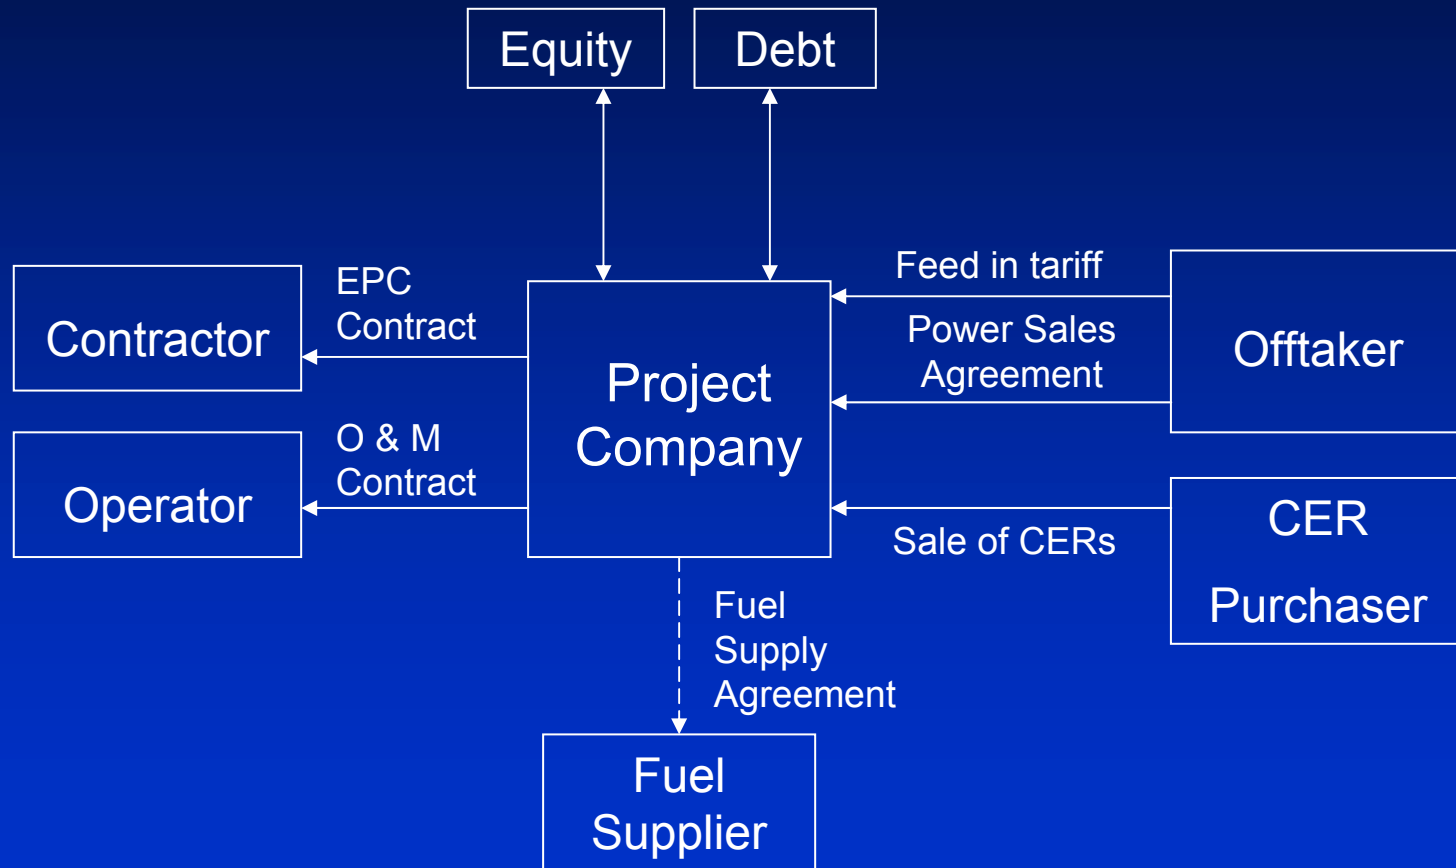 Equity
Debt
Feed in tariff
EPC
Contract
Contractor
Power Sales
Agreement
Offtaker
Project
Company
O & M
Contract
Operator
CER
Purchaser
Sale of CERs
Fuel
Supply
Agreement
Fuel
Supplier